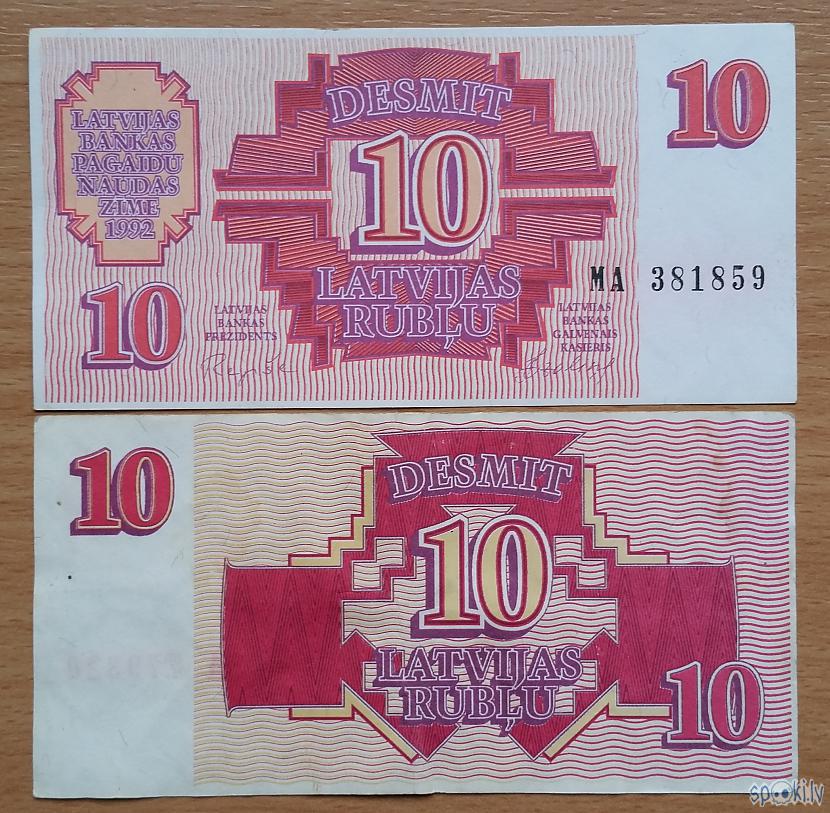 LATVIJAS
BANKAS
PAGAIDU
NAUDAS
ZĪME
1992
10
DESMIT
10
LATVIJAS
RUBĻU
LATVIJAS
BANKAS
PREZIDENTS
LATVIJAS
BANKAS
GALVENAIS
KASIERIS
10
MA 381859
10
DESMIT
10
LATVIJAS
RUBĻU
10
spoki.lv